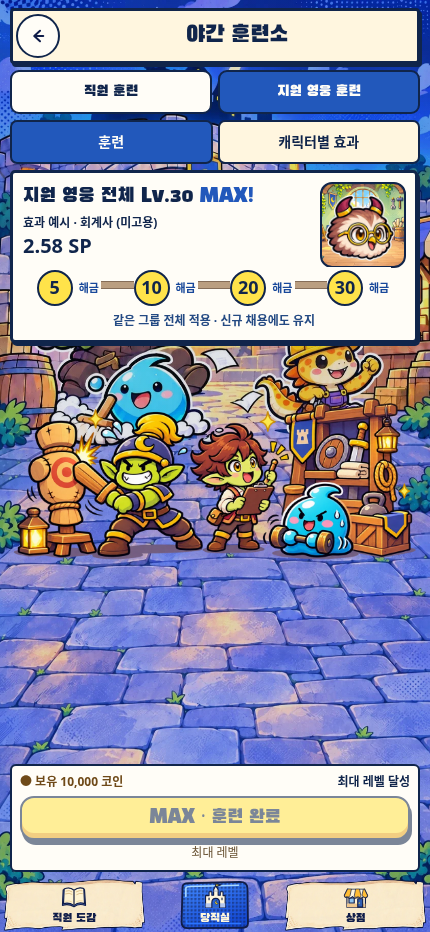 야간 훈련소
직원 훈련
지원 영웅 훈련
훈련
캐릭터별 효과
지원 영웅 전체 Lv.30 MAX!
효과 예시 · 회계사 (미고용)
2.58 SP
5 해금 10 해금 20 해금 30 해금
같은 그룹 전체 적용 · 신규 채용에도 유지
보유 10,000 코인
최대 레벨 달성
MAX · 훈련 완료
최대 레벨
직원 도감
당직실
상점